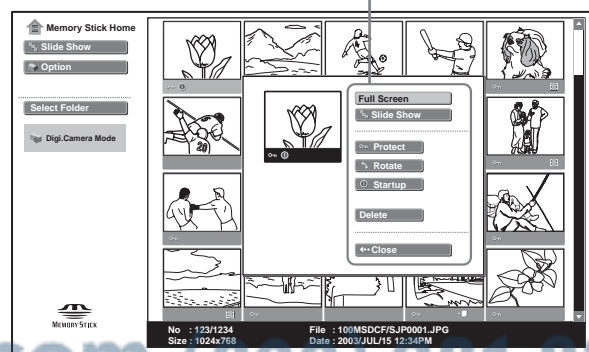 Memory Stick Home
Slide Show
Option
Select Folder
Digi.Camera Mode
Full Screen
Slide Show
Protect
Rotate
Startup
Delete
Close
20
MEMORY STICK
No : 123/1234
Size : 1024x768
File : 100MSDCF/SJP0001.JPG
Date : 2003/JUL/15 12:34PM